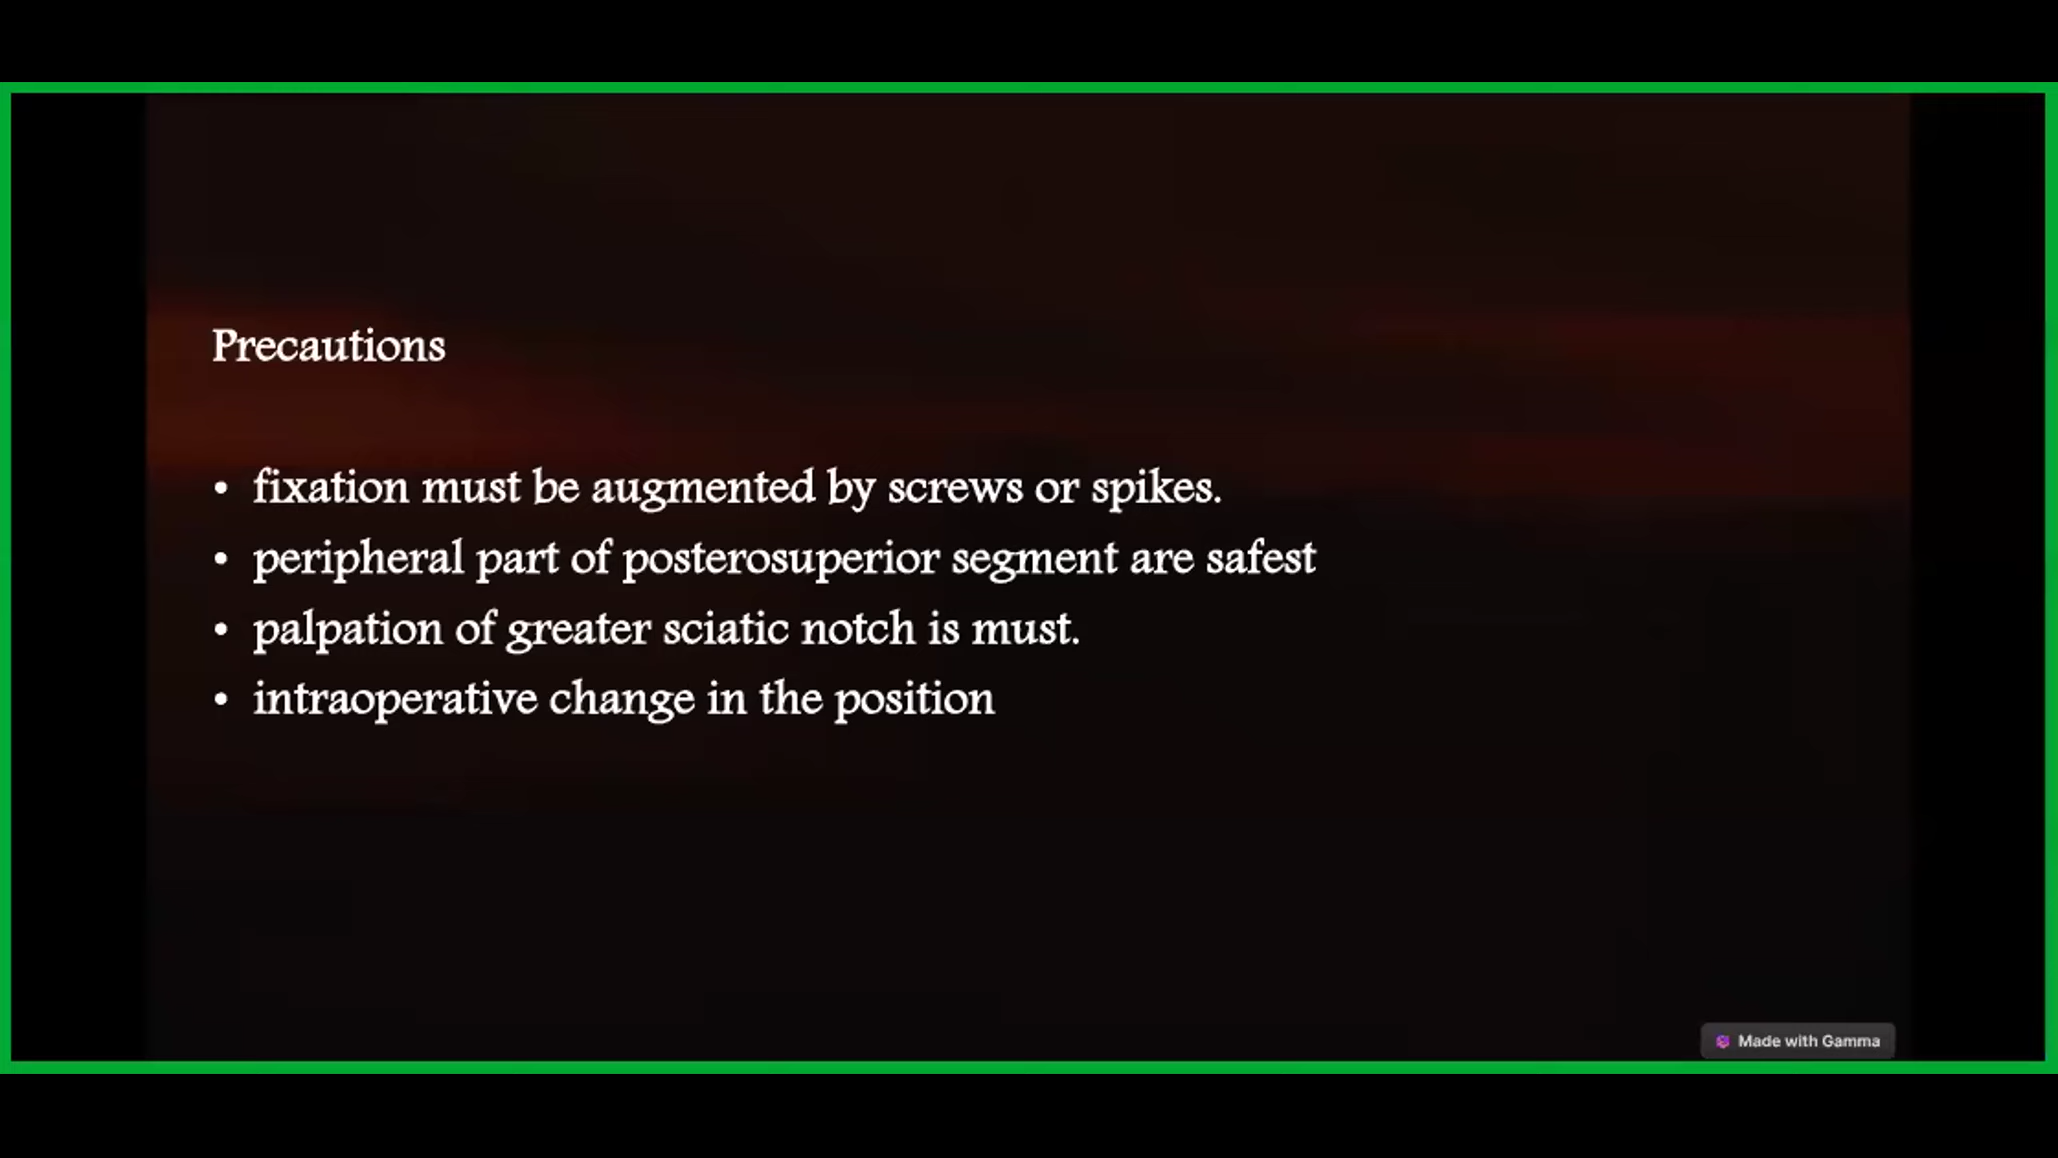 Precautions
• fixation must be augmented by screws or spikes.
• peripheral part of posterosuperior segment are safest
• palpation of greater sciatic notch is must.
• intraoperative change in the position
Made with Gamma